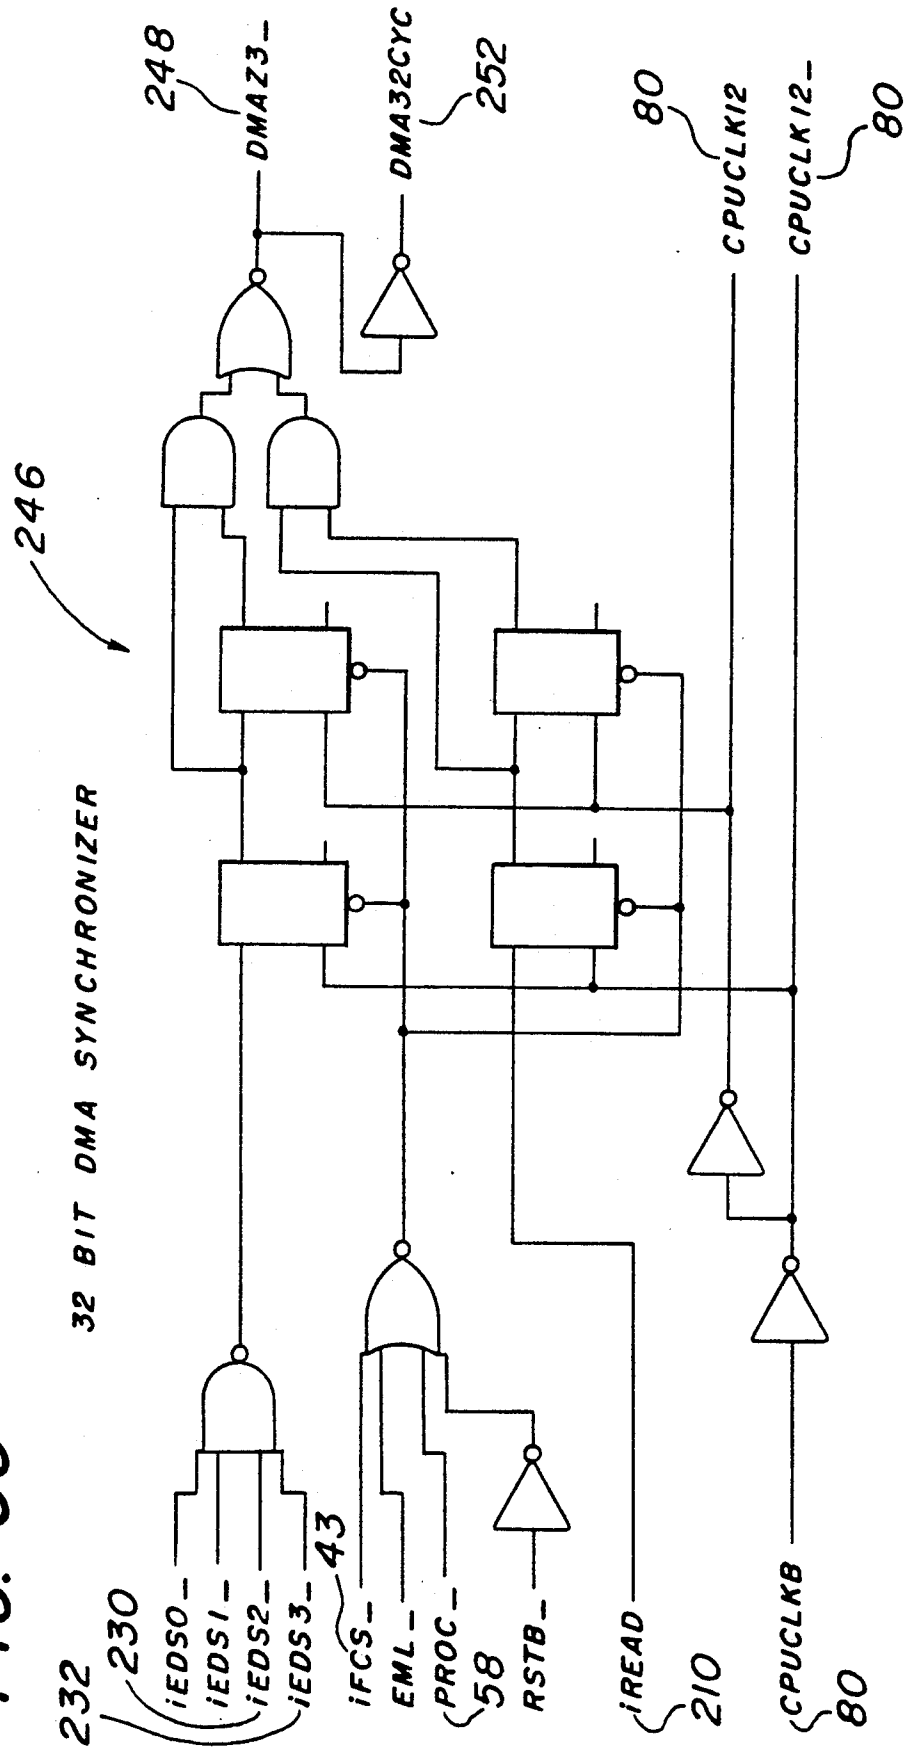 32 BIT DMA SYNCHRONIZER
246
232
230
iEDS0_
iEDS1_
iEDS2_
iEDS3_
iFCS_ 43
EML_
PROC_
58
RSTB_
iREAD
210
CPUCLKB
80
248
DMAZ3_
DMA32CYC
252
80
CPUCLK12
CPUCLK12_
80